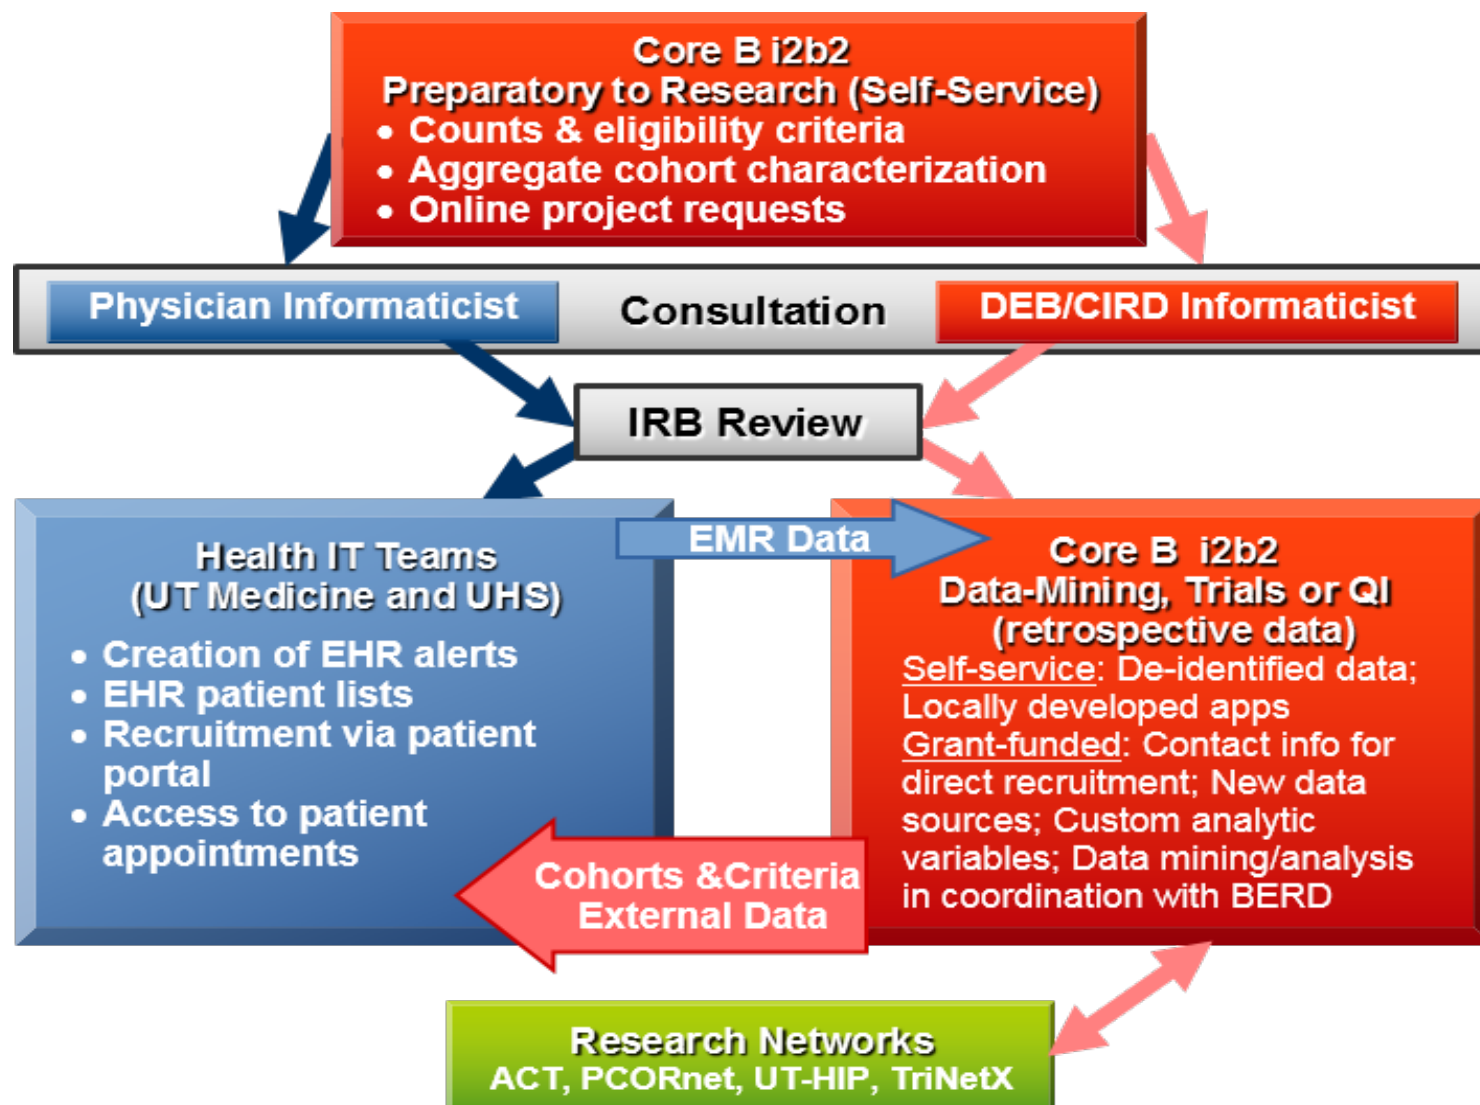 Core B i2b2
Preparatory to Research (Self-Service)
• Counts & eligibility criteria
• Aggregate cohort characterization
• Online project requests
Physician Informaticist
Consultation
DEB/CIRD Informaticist
IRB Review
Health IT Teams
(UT Medicine and UHS)
• Creation of EHR alerts
• EHR patient lists
• Recruitment via patient
portal
• Access to patient
appointments
EMR Data
Core B i2b2
Data-Mining, Trials or QI
(retrospective data)
Self-service: De-identified data;
Locally developed apps
Grant-funded: Contact info for
direct recruitment; New data
sources; Custom analytic
variables; Data mining/analysis
in coordination with BERD
Cohorts &Criteria
External Data
Research Networks
ACT, PCORnet, UT-HIP, TriNetX